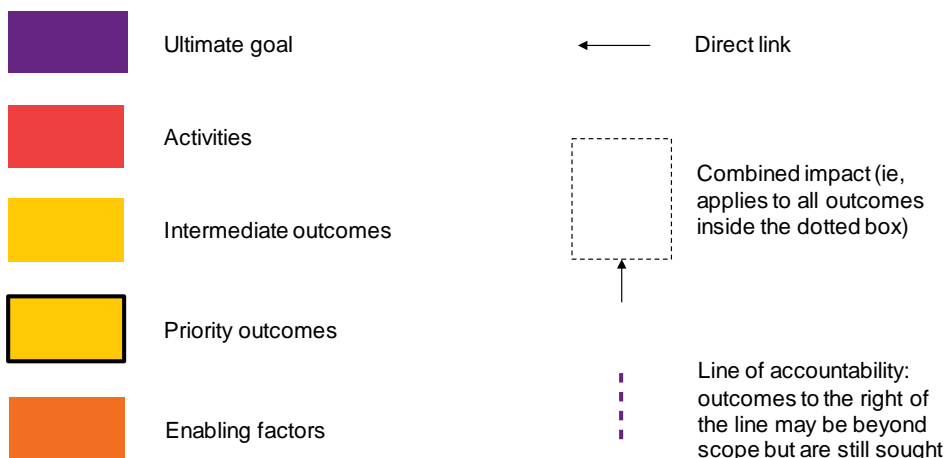 Ultimate goal
Activities
Intermediate outcomes
Priority outcomes
Enabling factors
Direct link
Combined impact (ie,
applies to all outcomes
inside the dotted box)
Line of accountability:
outcomes to the right of
the line may be beyond
scope but are still sought